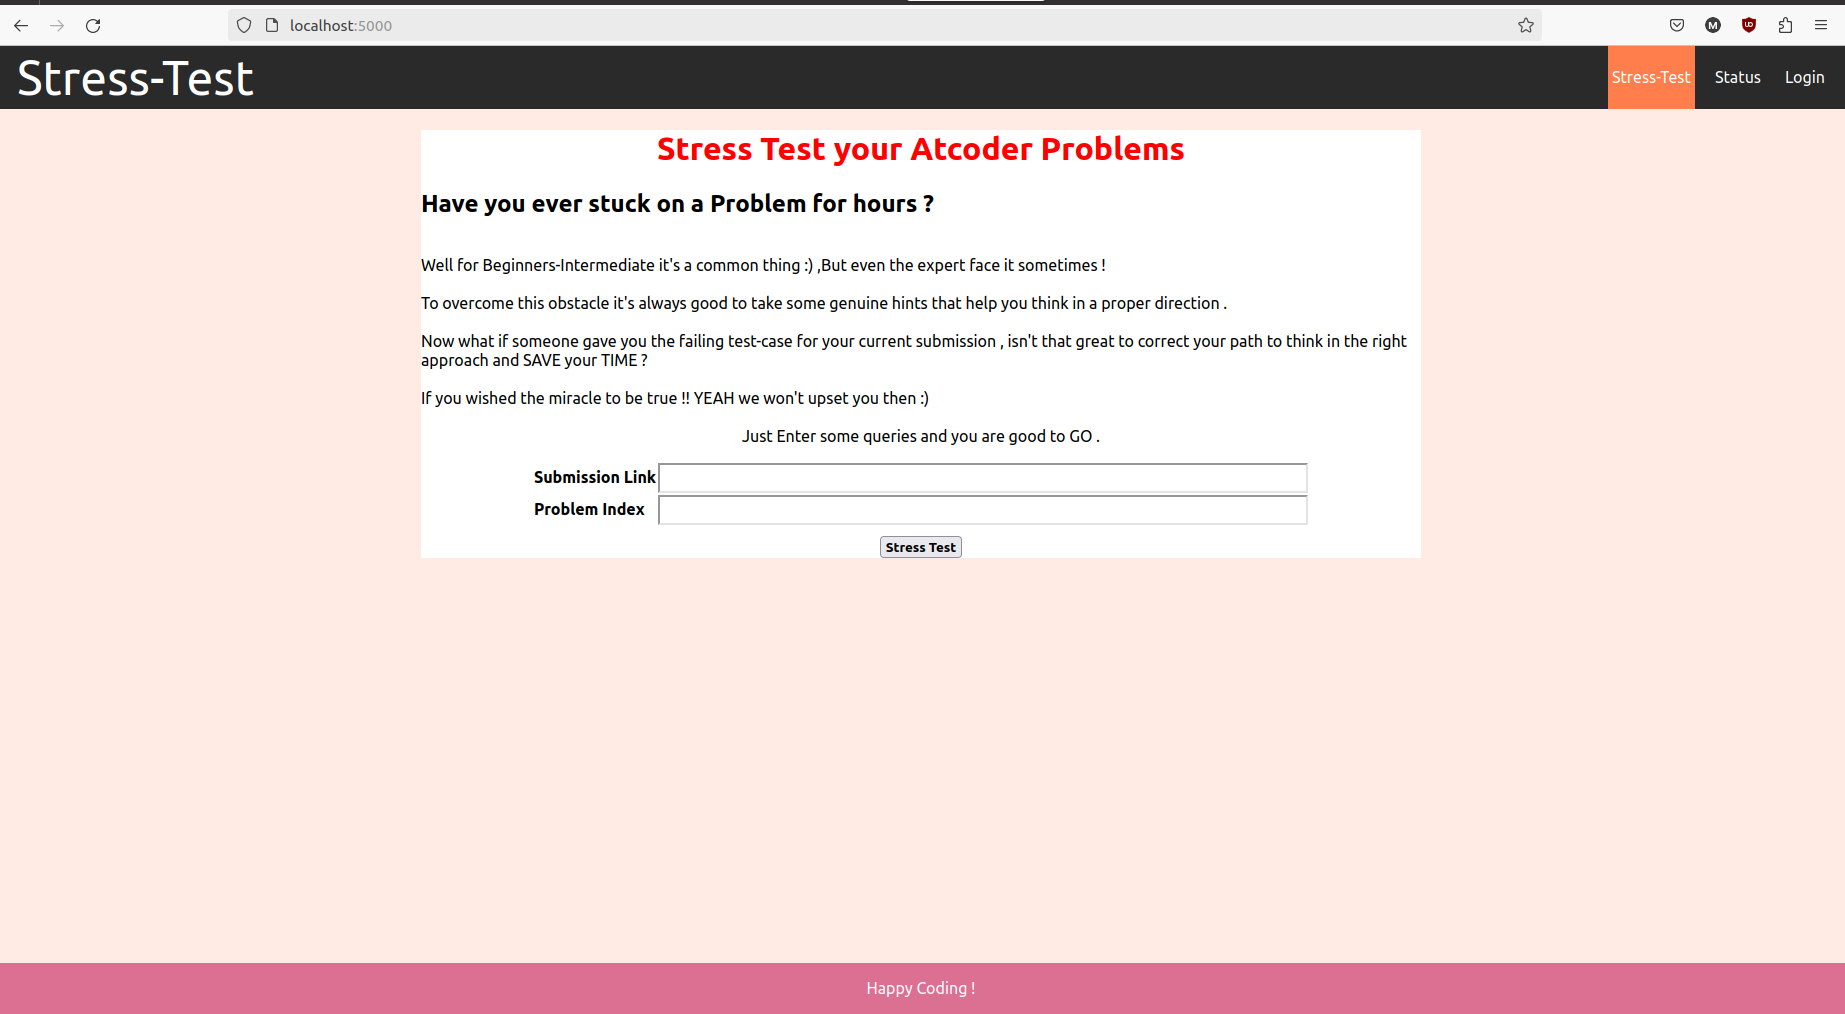 localhost:5000
Stress-Test
Stress-Test Status Login
Stress Test your Atcoder Problems
Have you ever stuck on a Problem for hours ?
Well for Beginners-Intermediate it's a common thing :) ,But even the expert face it sometimes !
To overcome this obstacle it's always good to take some genuine hints that help you think in a proper direction .
Now what if someone gave you the failing test-case for your current submission , isn't that great to correct your path to think in the right
approach and SAVE your TIME ?
If you wished the miracle to be true !! YEAH we won't upset you then :)
Just Enter some queries and you are good to GO .
Submission Link
Problem Index
Stress Test
Happy Coding !